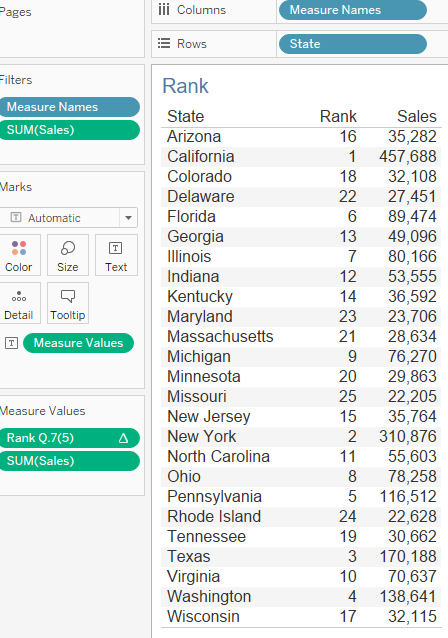 Pages
Columns
Measure Names
Rows
State
Filters
Measure Names
SUM(Sales)
Marks
Automatic
Color Size Text
Detail Tooltip
Measure Values
Measure Values
Rank Q.7(5) Δ
SUM(Sales)
Rank
State Rank Sales
Arizona 16 35,282
California 1 457,688
Colorado 18 32,108
Delaware 22 27,451
Florida 6 89,474
Georgia 13 49,096
Illinois 7 80,166
Indiana 12 53,555
Kentucky 14 36,592
Maryland 23 23,706
Massachusetts 21 28,634
Michigan 9 76,270
Minnesota 20 29,863
Missouri 25 22,205
New Jersey 15 35,764
New York 2 310,876
North Carolina 11 55,603
Ohio 8 78,258
Pennsylvania 5 116,512
Rhode Island 24 22,628
Tennessee 19 30,662
Texas 3 170,188
Virginia 10 70,637
Washington 4 138,641
Wisconsin 17 32,115